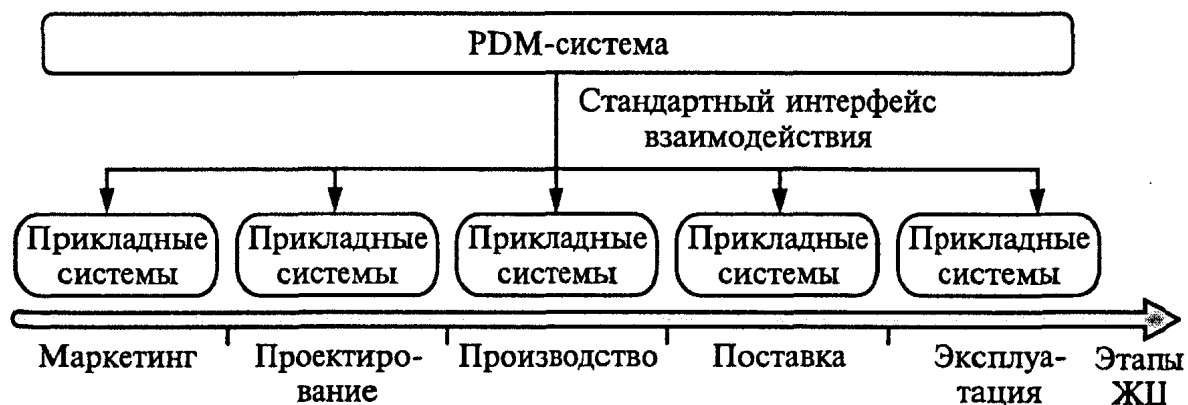 PDM-система
Стандартный интерфейс
взаимодействия
Прикладные
системы
Прикладные
системы
Прикладные
системы
Прикладные
системы
Прикладные
системы
Маркетинг
Проектиро-
вание
Производство
Поставка
Эксплуа-
тация
Этапы
ЖЦ